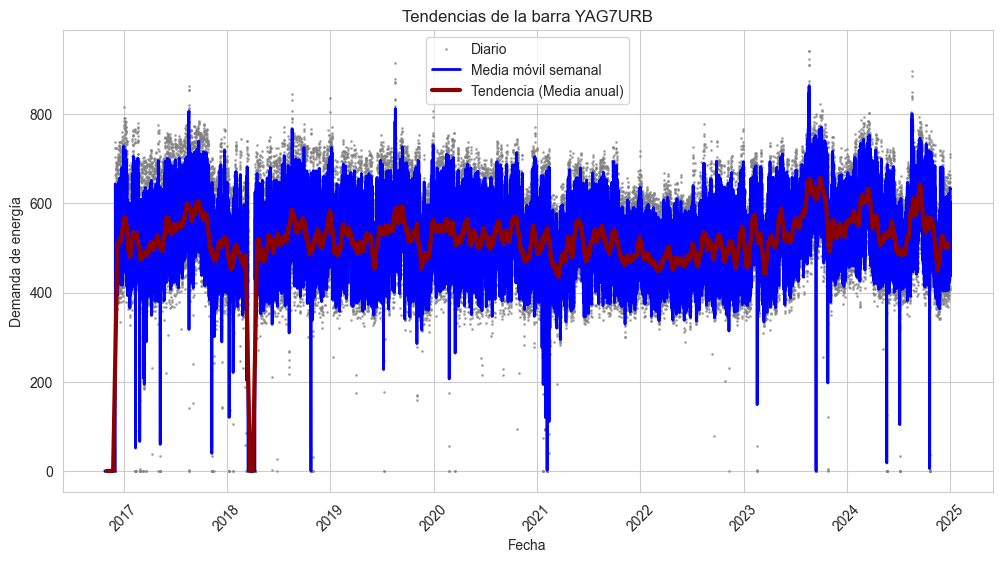 Tendencias de la barra YAG7URB
Diario
Media móvil semanal
Tendencia (Media anual)
Demanda de energía
800
600
400
200
0
2017
2018
2019
2020
2021
2022
2023
2024
2025
Fecha